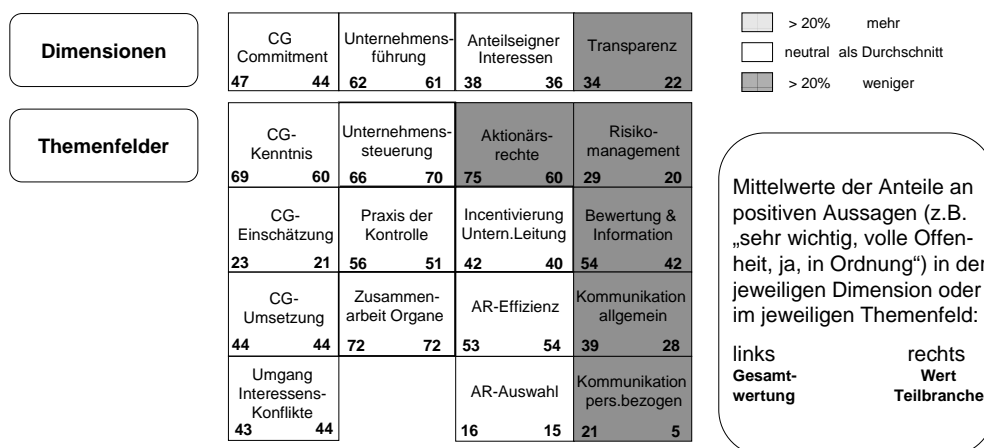 Dimensionen
CG
Commitment
47 44
Unternehmens-
führung
62 61
Anteilseigner
Interessen
38 36
Transparenz
34 22
> 20% mehr
neutral als Durchschnitt
> 20% weniger
Themenfelder
CG-
Kenntnis
69 60
Unternehmens-
steuerung
66 70
Aktionärs-
rechte
75 60
Risiko-
management
29 20
CG-
Einschätzung
23 21
Praxis der
Kontrolle
56 51
Incentivierung
Untern.Leitung
42 40
Bewertung &
Information
54 42
CG-
Umsetzung
44 44
Zusammen-
arbeit Organe
72 72
AR-Effizienz
53 54
Kommunikation
allgemein
39 28
Umgang
Interessens-
Konflikte
43 44
AR-Auswahl
16 15
Kommunikation
pers.bezogen
21 5
Mittelwerte der Anteile an
positiven Aussagen (z.B.
„sehr wichtig, volle Offen-
heit, ja, in Ordnung“) in der
jeweiligen Dimension oder
im jeweiligen Themenfeld:
links rechts
Gesamt- Wert
wertung Teilbranche